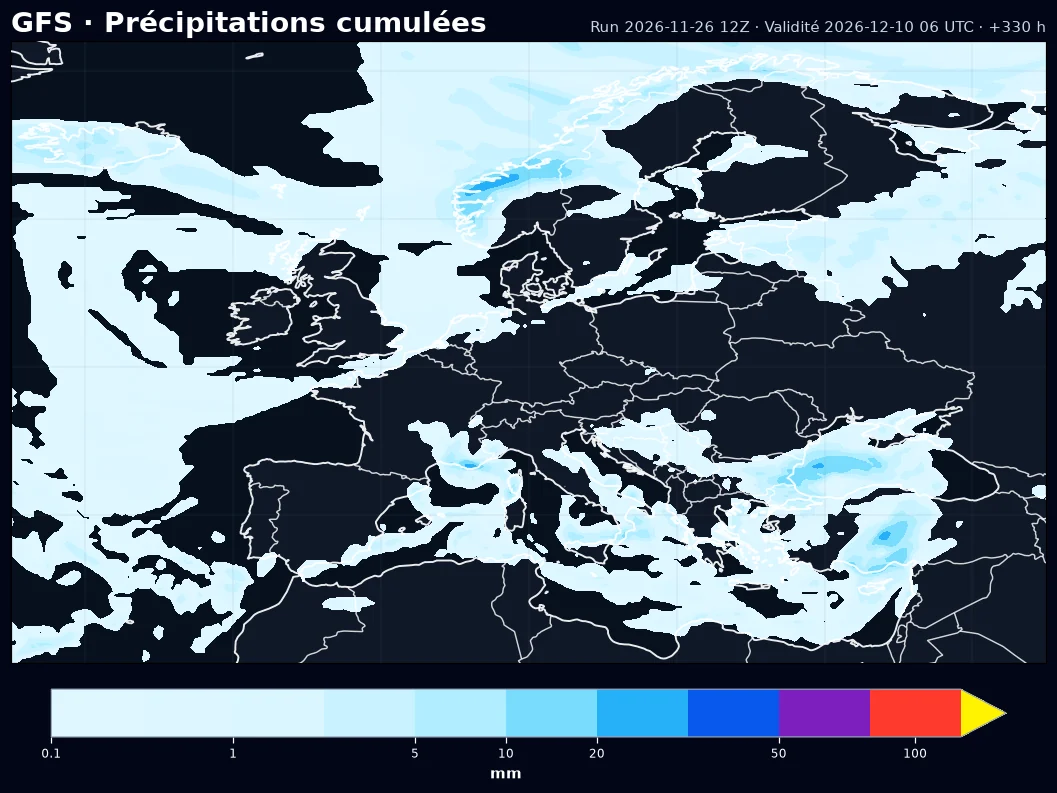 GFS · Précipitations cumulées
Run 2026-11-26 12Z · Validité 2026-12-10 06 UTC · +330 h
0.1 1 5 10 20 50 100
mm